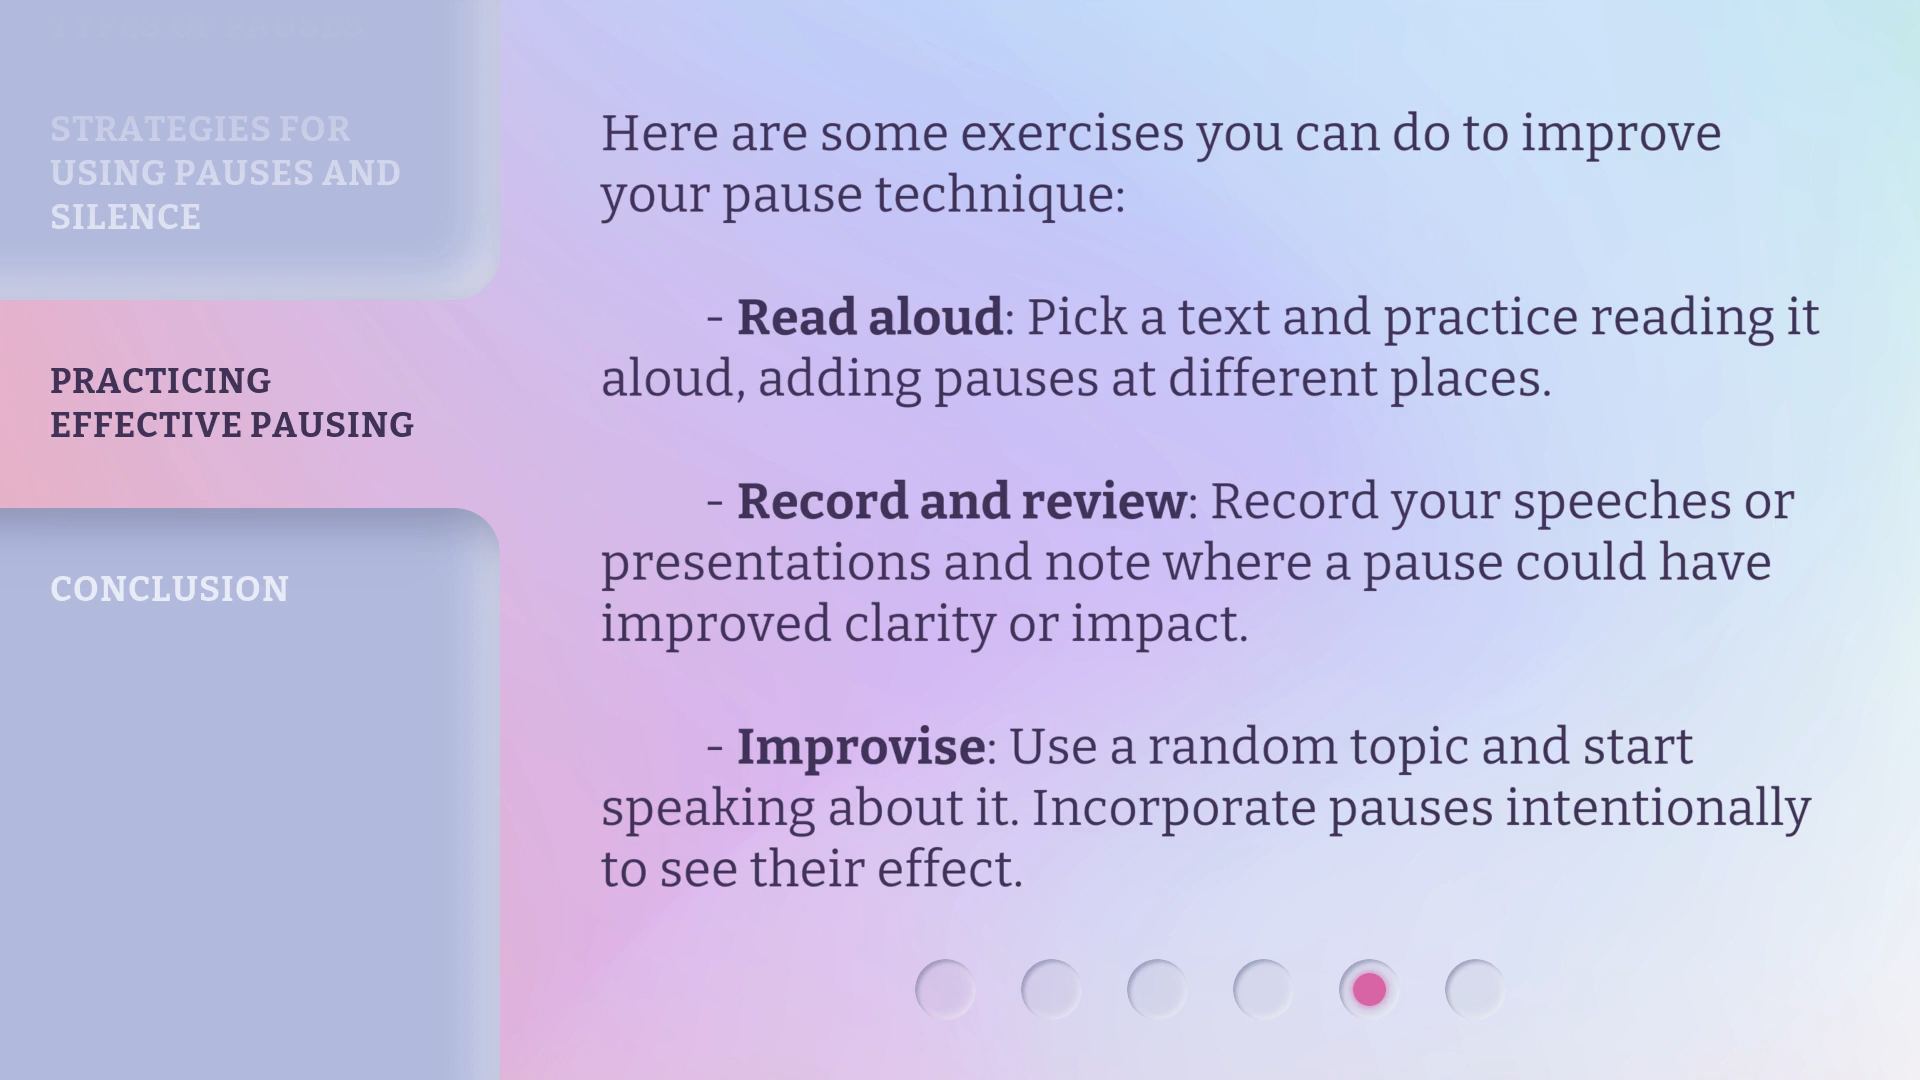 TYPES OF PAUSES
STRATEGIES FOR
USING PAUSES AND
SILENCE
PRACTICING
EFFECTIVE PAUSING
CONCLUSION
Here are some exercises you can do to improve
your pause technique:
- Read aloud: Pick a text and practice reading it
aloud, adding pauses at different places.
- Record and review: Record your speeches or
presentations and note where a pause could have
improved clarity or impact.
- Improvise: Use a random topic and start
speaking about it. Incorporate pauses intentionally
to see their effect.